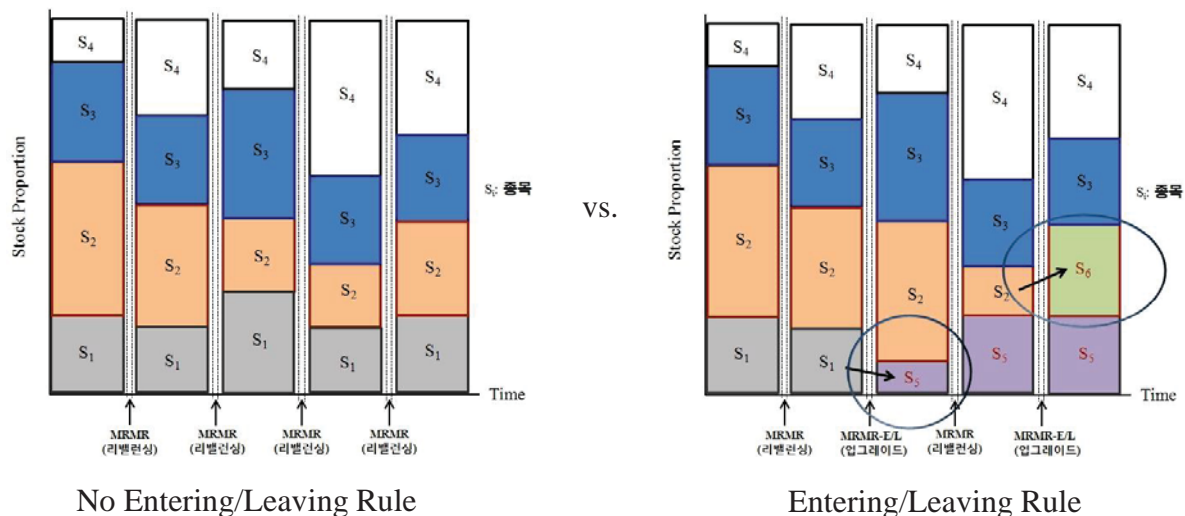 Stock Proportion
S4
S3
S2
S1
S4
S3
S2
S1
S4
S3
S2
S1
S4
S3
S2
S1
S4
S3
S2
S1
Si: 종목
Time
MRMR
(리밸런싱)
MRMR
(리밸런싱)
MRMR
(리밸런싱)
MRMR
(리밸런싱)
No Entering/Leaving Rule
vs.
Stock Proportion
S4
S3
S2
S1
S4
S3
S2
S1
S4
S3
S2
S5
S4
S3
S2
S5
S4
S3
S6
S5
Si: 종목
Time
MRMR
(리밸런싱)
MRMR-E/L
(업그레이드)
MRMR
(리밸런싱)
MRMR-E/L
(업그레이드)
Entering/Leaving Rule